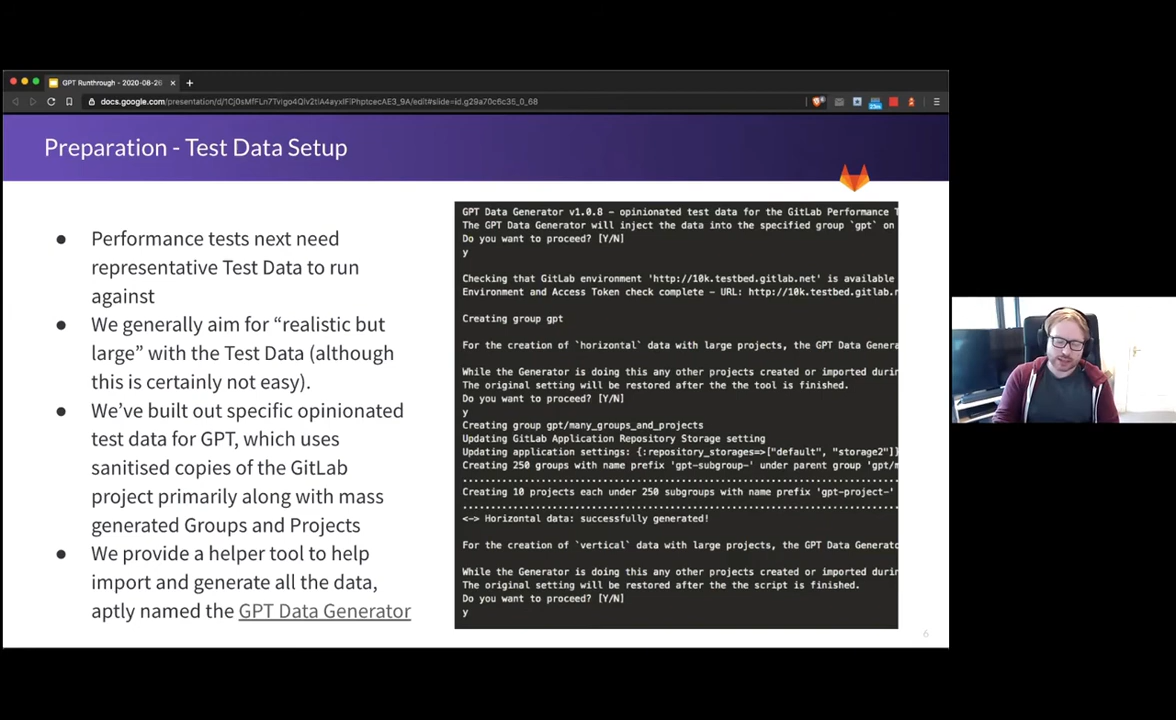 GPT Runthrough - 2020-08-26
Preparation - Test Data Setup
● Performance tests next need
representative Test Data to run
against
● We generally aim for “realistic but
large” with the Test Data (although
this is certainly not easy).
● We’ve built out specific opinionated
test data for GPT, which uses
sanitised copies of the GitLab
project primarily along with mass
generated Groups and Projects
● We provide a helper tool to help
import and generate all the data,
aptly named the GPT Data Generator
GPT Data Generator v1.0.8 - opinionated test data for the GitLab Performance T
The GPT Data Generator will inject the data into the specified group `gpt` on
Do you want to proceed? [Y/N]
y
Checking that GitLab environment 'http://10k.testbed.gitlab.net' is available
Environment and Access Token check complete - URL: http://10k.testbed.gitlab.n
Creating group gpt
For the creation of `horizontal` data with large projects, the GPT Data Genera
While the Generator is doing this any other projects created or imported durin
The original setting will be restored after the the tool is finished.
Do you want to proceed? [Y/N]
y
Creating group gpt/many_groups_and_projects
Updating GitLab Application Repository Storage setting
Updating application settings: {:repository_storages=>["default", "storage2"]}
Creating 250 groups with name prefix 'gpt-subgroup-' under parent group 'gpt/m
Creating 10 projects each under 250 subgroups with name prefix 'gpt-project-'
<-> Horizontal data: successfully generated!
For the creation of `vertical` data with large projects, the GPT Data Generato
While the Generator is doing this any other projects created or imported durin
The original setting will be restored after the the script is finished.
Do you want to proceed? [Y/N]
y
6